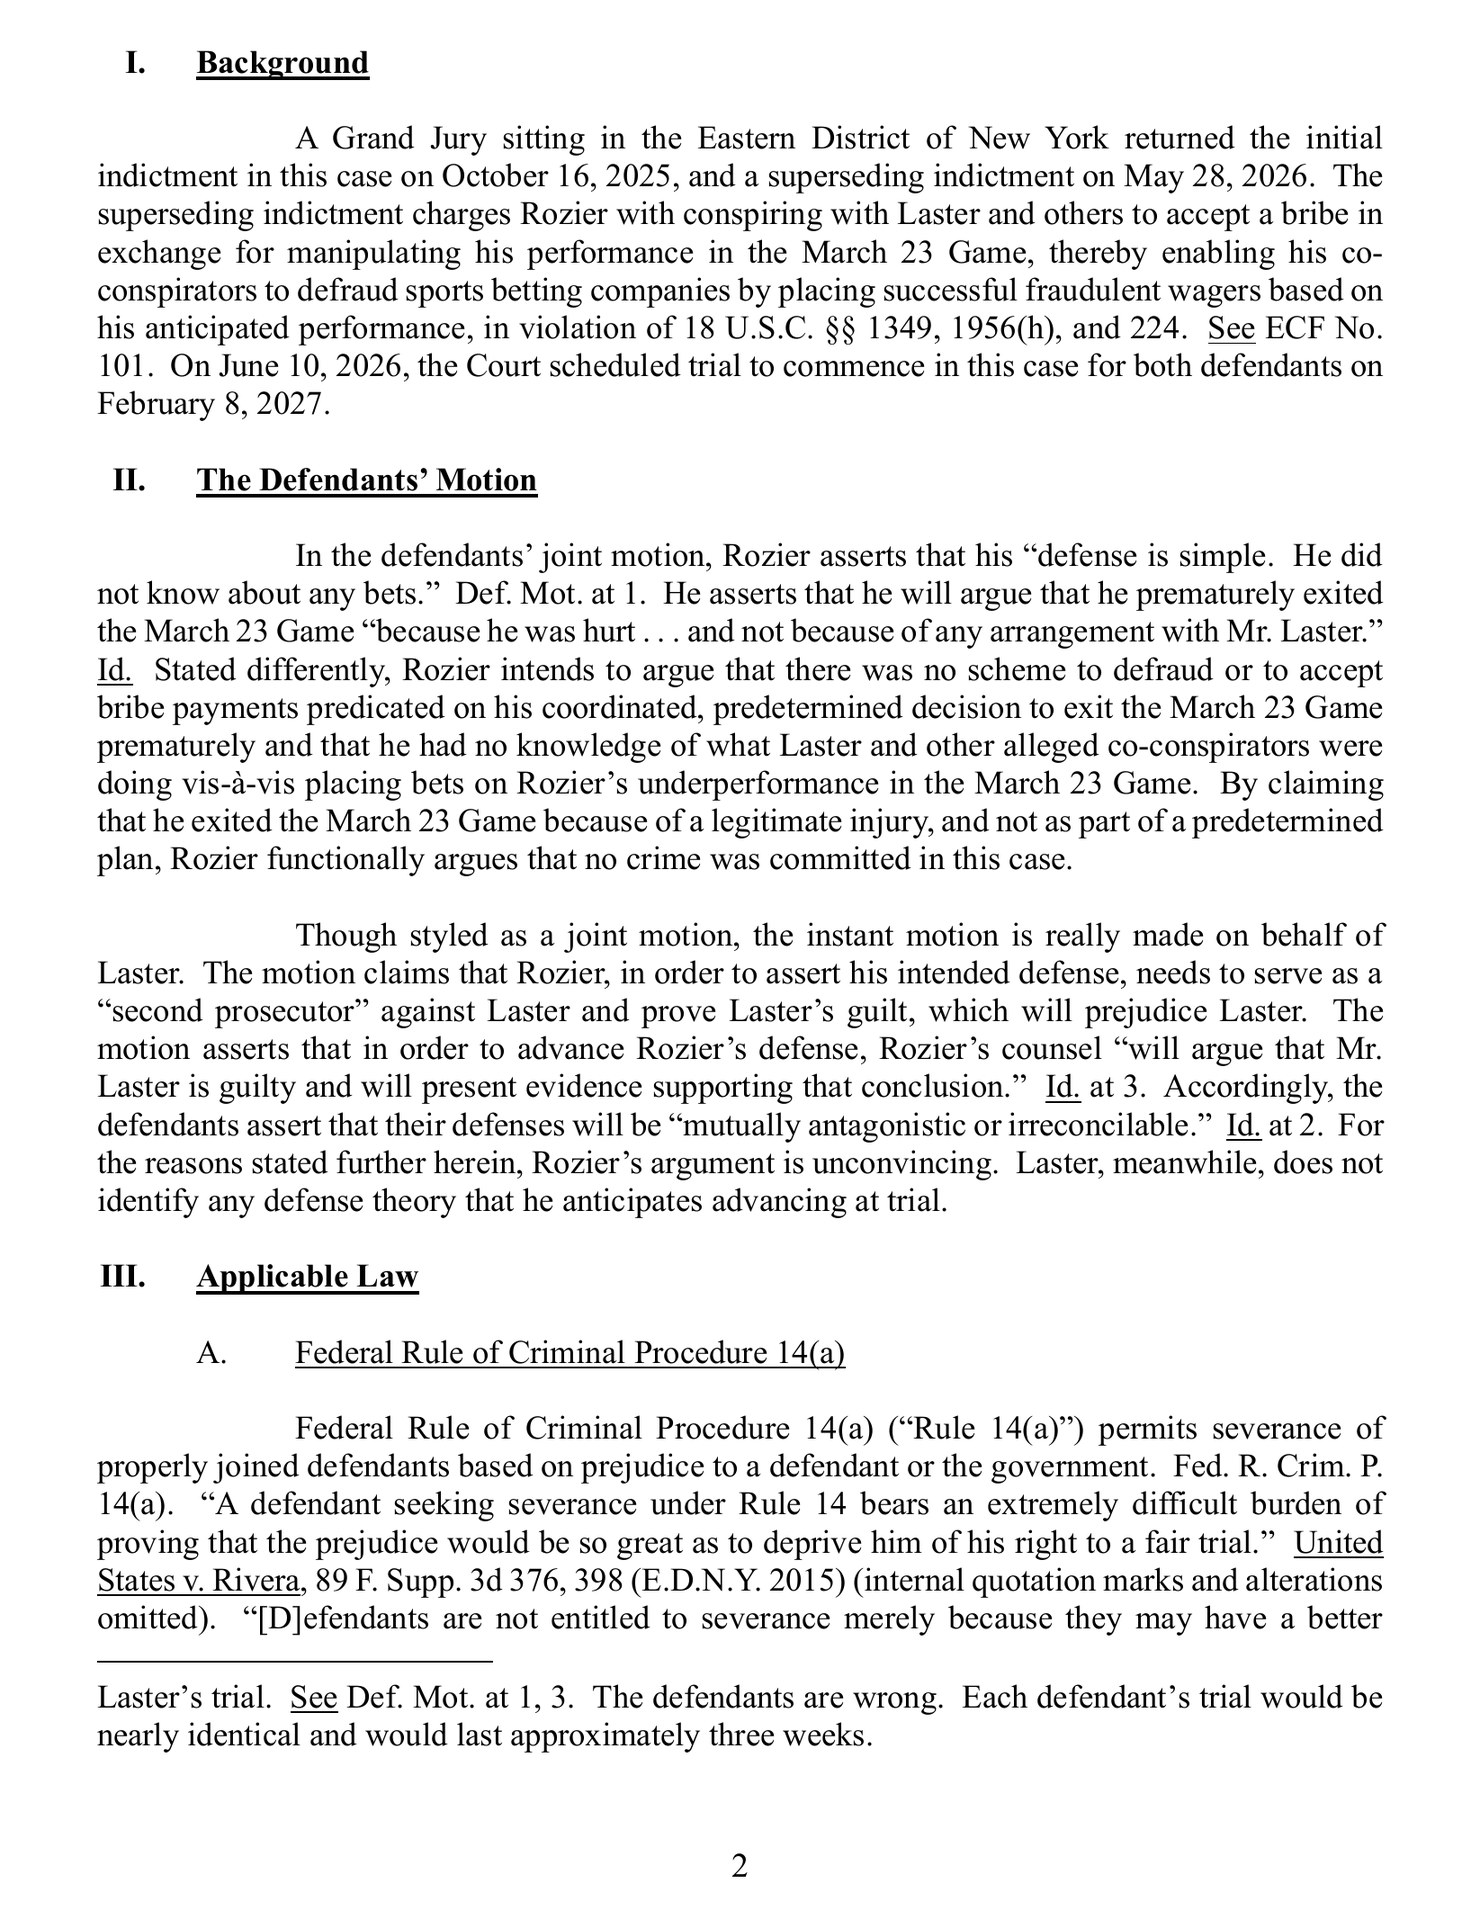 I. Background
A Grand Jury sitting in the Eastern District of New York returned the initial
indictment in this case on October 16, 2025, and a superseding indictment on May 28, 2026. The
superseding indictment charges Rozier with conspiring with Laster and others to accept a bribe in
exchange for manipulating his performance in the March 23 Game, thereby enabling his co-
conspirators to defraud sports betting companies by placing successful fraudulent wagers based on
his anticipated performance, in violation of 18 U.S.C. §§ 1349, 1956(h), and 224. See ECF No.
101. On June 10, 2026, the Court scheduled trial to commence in this case for both defendants on
February 8, 2027.
II. The Defendants’ Motion
In the defendants’ joint motion, Rozier asserts that his “defense is simple. He did
not know about any bets.” Def. Mot. at 1. He asserts that he will argue that he prematurely exited
the March 23 Game “because he was hurt . . . and not because of any arrangement with Mr. Laster.”
Id. Stated differently, Rozier intends to argue that there was no scheme to defraud or to accept
bribe payments predicated on his coordinated, predetermined decision to exit the March 23 Game
prematurely and that he had no knowledge of what Laster and other alleged co-conspirators were
doing vis-à-vis placing bets on Rozier’s underperformance in the March 23 Game. By claiming
that he exited the March 23 Game because of a legitimate injury, and not as part of a predetermined
plan, Rozier functionally argues that no crime was committed in this case.
Though styled as a joint motion, the instant motion is really made on behalf of
Laster. The motion claims that Rozier, in order to assert his intended defense, needs to serve as a
“second prosecutor” against Laster and prove Laster’s guilt, which will prejudice Laster. The
motion asserts that in order to advance Rozier’s defense, Rozier’s counsel “will argue that Mr.
Laster is guilty and will present evidence supporting that conclusion.” Id. at 3. Accordingly, the
defendants assert that their defenses will be “mutually antagonistic or irreconcilable.” Id. at 2. For
the reasons stated further herein, Rozier’s argument is unconvincing. Laster, meanwhile, does not
identify any defense theory that he anticipates advancing at trial.
III. Applicable Law
A. Federal Rule of Criminal Procedure 14(a)
Federal Rule of Criminal Procedure 14(a) (“Rule 14(a)”) permits severance of
properly joined defendants based on prejudice to a defendant or the government. Fed. R. Crim. P.
14(a). “A defendant seeking severance under Rule 14 bears an extremely difficult burden of
proving that the prejudice would be so great as to deprive him of his right to a fair trial.” United
States v. Rivera, 89 F. Supp. 3d 376, 398 (E.D.N.Y. 2015) (internal quotation marks and alterations
omitted). “[D]efendants are not entitled to severance merely because they may have a better
Laster’s trial. See Def. Mot. at 1, 3. The defendants are wrong. Each defendant’s trial would be
nearly identical and would last approximately three weeks.
2